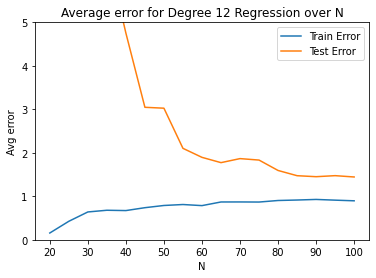 Average error for Degree 12 Regression over N
Train Error
Test Error
Avg error
5
4
3
2
1
0
20 30 40 50 60 70 80 90 100
N